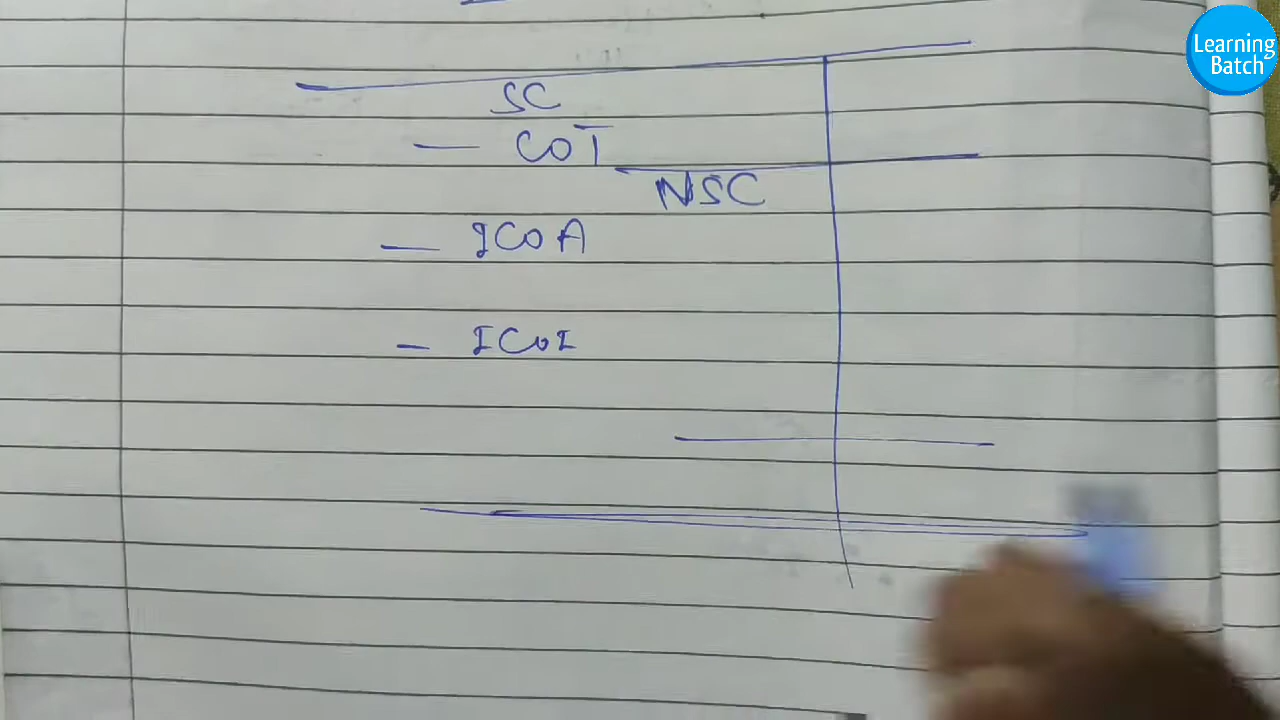 Learning
Batch
SC
— COT
NSC
— ICOA
— ICOI